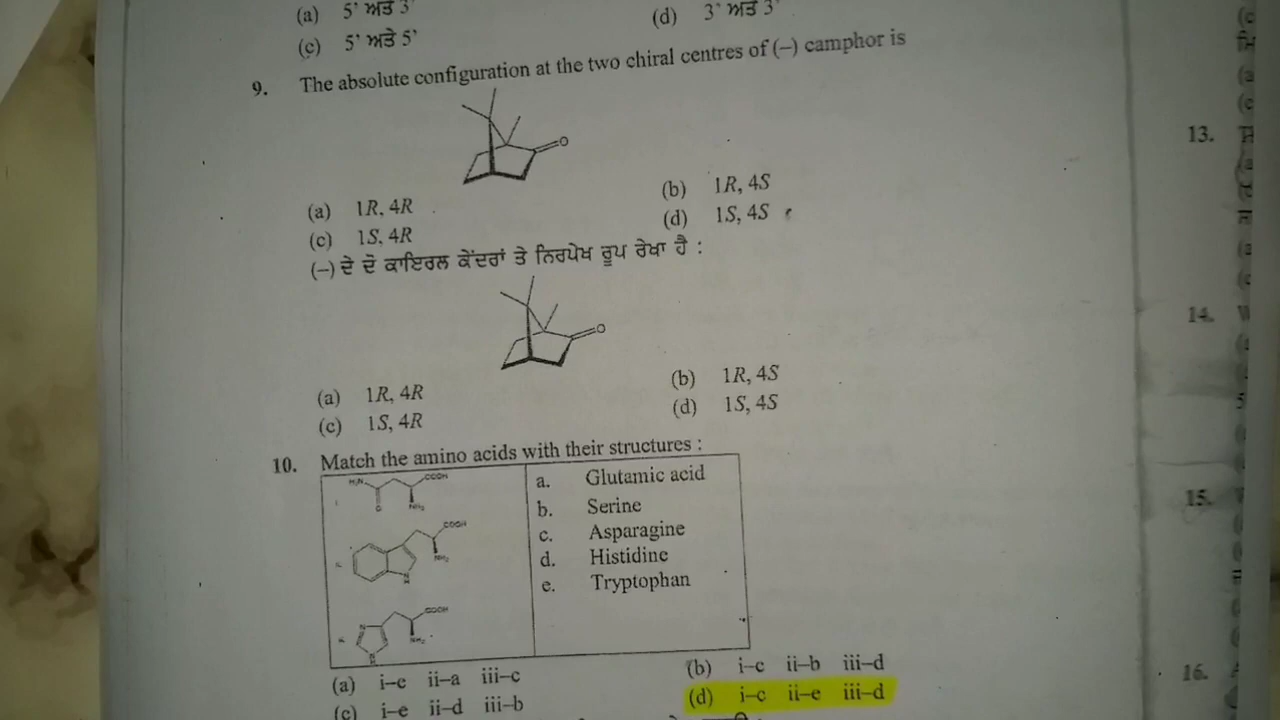 (a) 5' ਅਤੇ 3'
(d) 3' ਅਤੇ 3'
(c) 5' ਅਤੇ 5'
9. The absolute configuration at the two chiral centres of (–) camphor is
O
(a) 1R, 4R
(b) 1R, 4S
(c) 1S, 4R
(d) 1S, 4S
(–) ਦੇ ਦੋ ਕਾਇਰਲ ਕੇਂਦਰਾਂ ਤੇ ਨਿਰਪੇਖ ਰੂਪ ਰੇਖਾ ਹੈ :
O
(a) 1R, 4R
(b) 1R, 4S
(c) 1S, 4R
(d) 1S, 4S
10. Match the amino acids with their structures :
H₂N COOH
O NH₂
COOH
NH₂
N
H
COOH
N NH₂
N
H
a. Glutamic acid
b. Serine
c. Asparagine
d. Histidine
e. Tryptophan
(a) i–e ii–a iii–c
(b) i–c ii–b iii–d
(c) i–e ii–d iii–b
(d) i–c ii–e iii–d
13.
14.
15.
16.